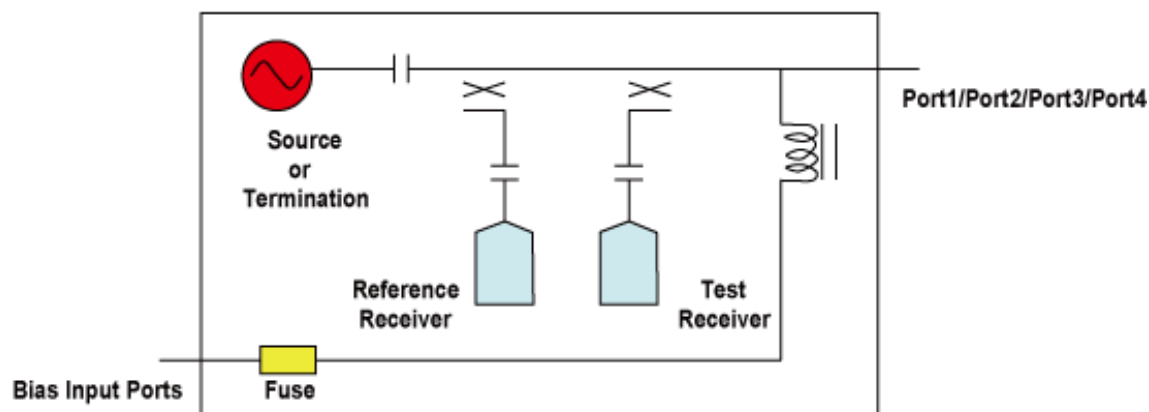 Port1/Port2/Port3/Port4
Source
or
Termination
Reference
Receiver
Test
Receiver
Bias Input Ports
Fuse